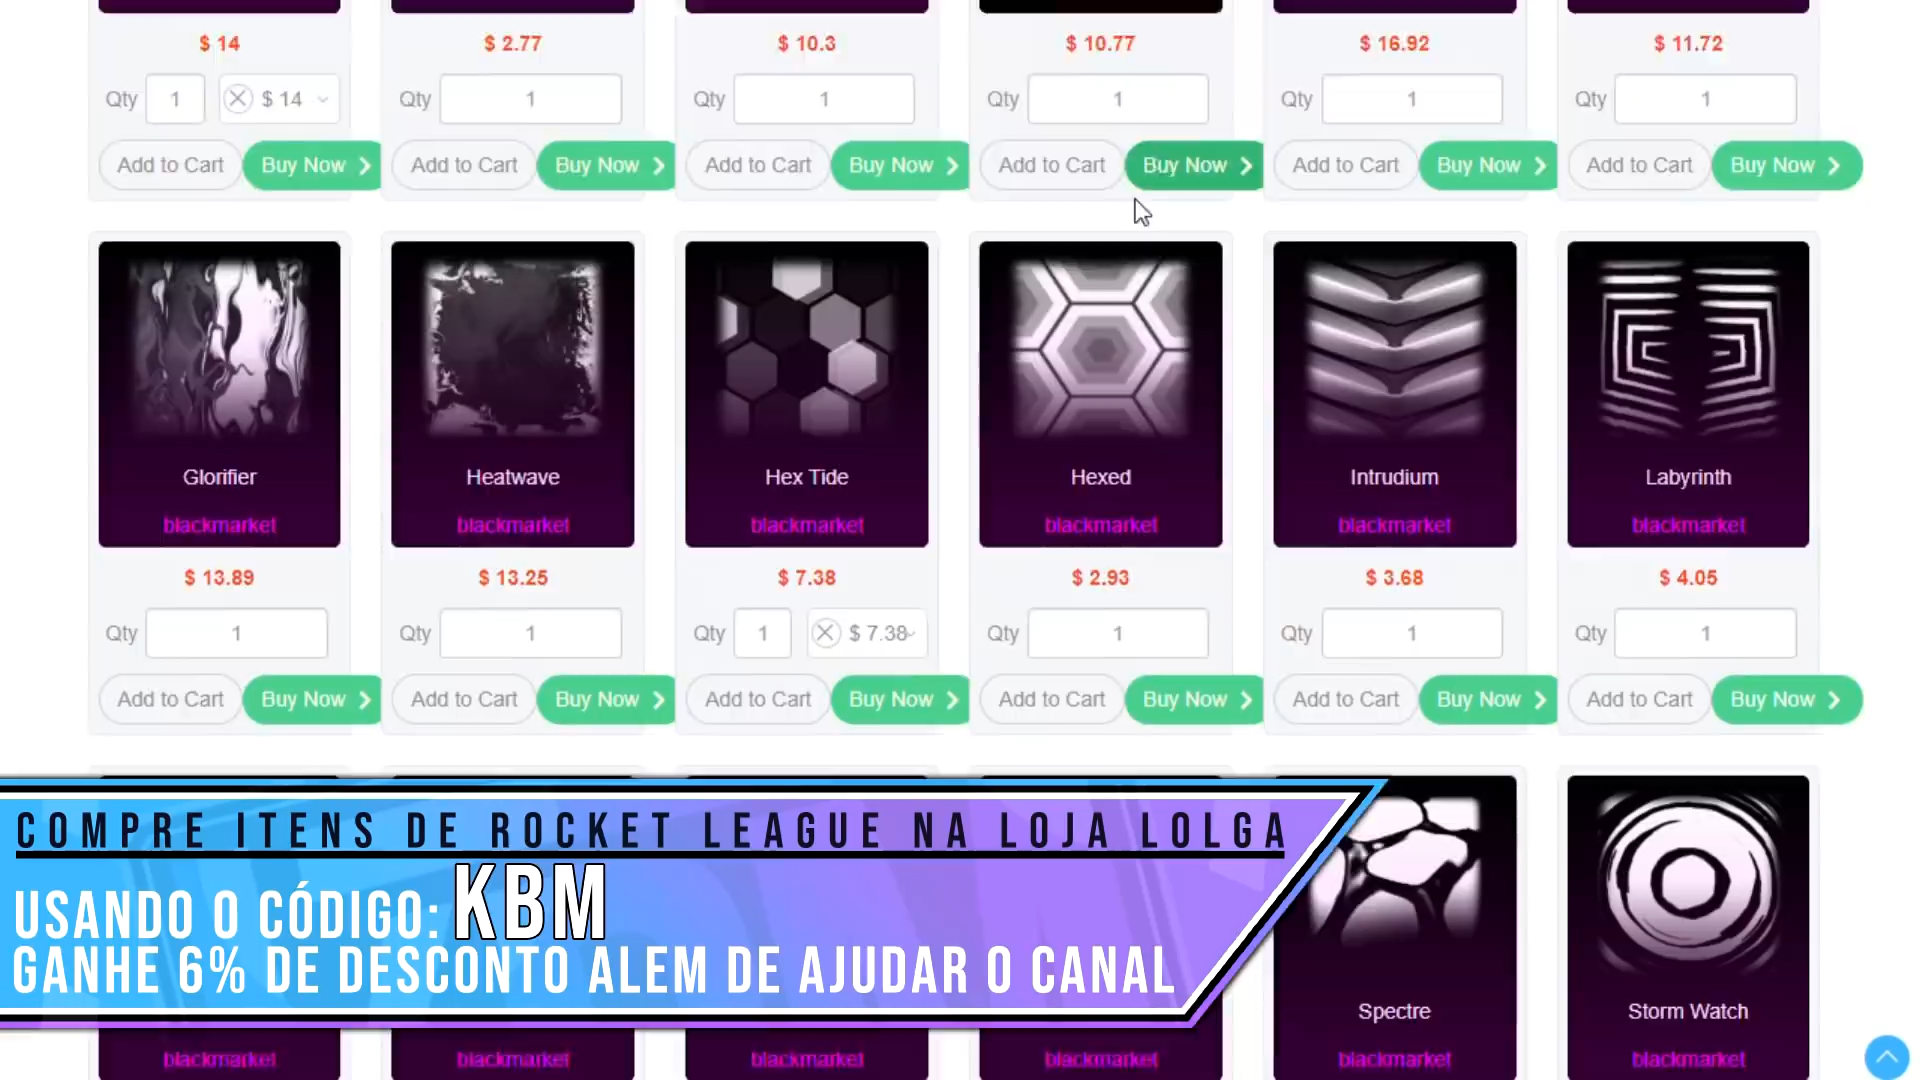 $ 14 $ 2.77 $ 10.3 $ 10.77 $ 16.92 $ 11.72
Qty 1 $ 14 Qty 1 Qty 1 Qty 1 Qty 1 Qty 1
Add to Cart Buy Now Add to Cart Buy Now Add to Cart Buy Now Add to Cart Buy Now Add to Cart Buy Now Add to Cart Buy Now
Glorifier Heatwave Hex Tide Hexed Intrudium Labyrinth
blackmarket blackmarket blackmarket blackmarket blackmarket blackmarket
$ 13.89 $ 13.25 $ 7.38 $ 2.93 $ 3.68 $ 4.05
Qty 1 Qty 1 Qty 1 $ 7.38 Qty 1 Qty 1 Qty 1
Add to Cart Buy Now Add to Cart Buy Now Add to Cart Buy Now Add to Cart Buy Now Add to Cart Buy Now Add to Cart Buy Now
COMPRE ITENS DE ROCKET LEAGUE NA LOJA LOLGA
USANDO O CÓDIGO: KBM
GANHE 6% DE DESCONTO ALEM DE AJUDAR O CANAL
Spectre Storm Watch
blackmarket blackmarket blackmarket blackmarket blackmarket blackmarket